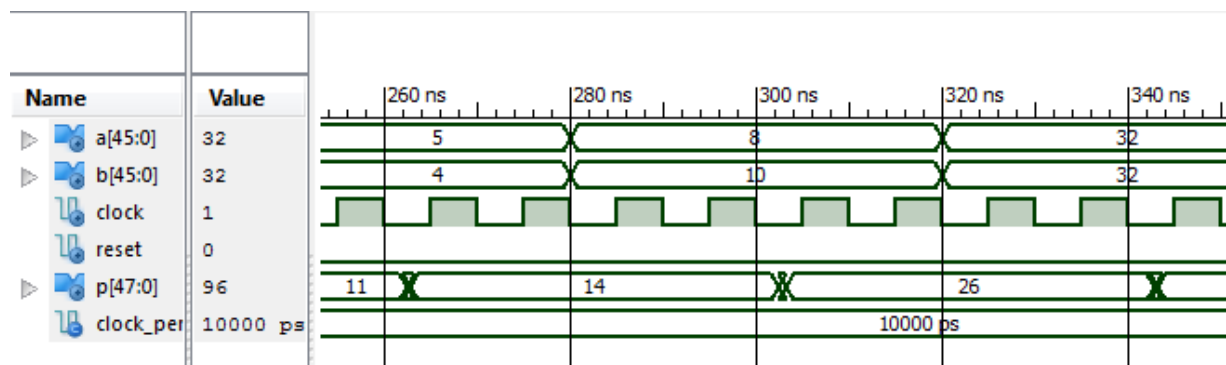 Name Value 260 ns 280 ns 300 ns 320 ns 340 ns
a[45:0] 32 5 8 32
b[45:0] 32 4 10 32
clock 1
reset 0
p[47:0] 96 11 14 26
clock_per 10000 ps 10000 ps